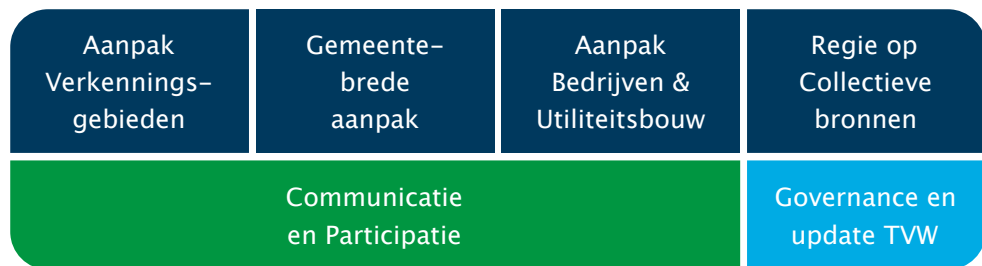 Aanpak
Verkennings-
gebieden
Gemeente-
brede
aanpak
Aanpak
Bedrijven &
Utiliteitsbouw
Regie op
Collectieve
bronnen
Communicatie
en Participatie
Governance en
update TVW